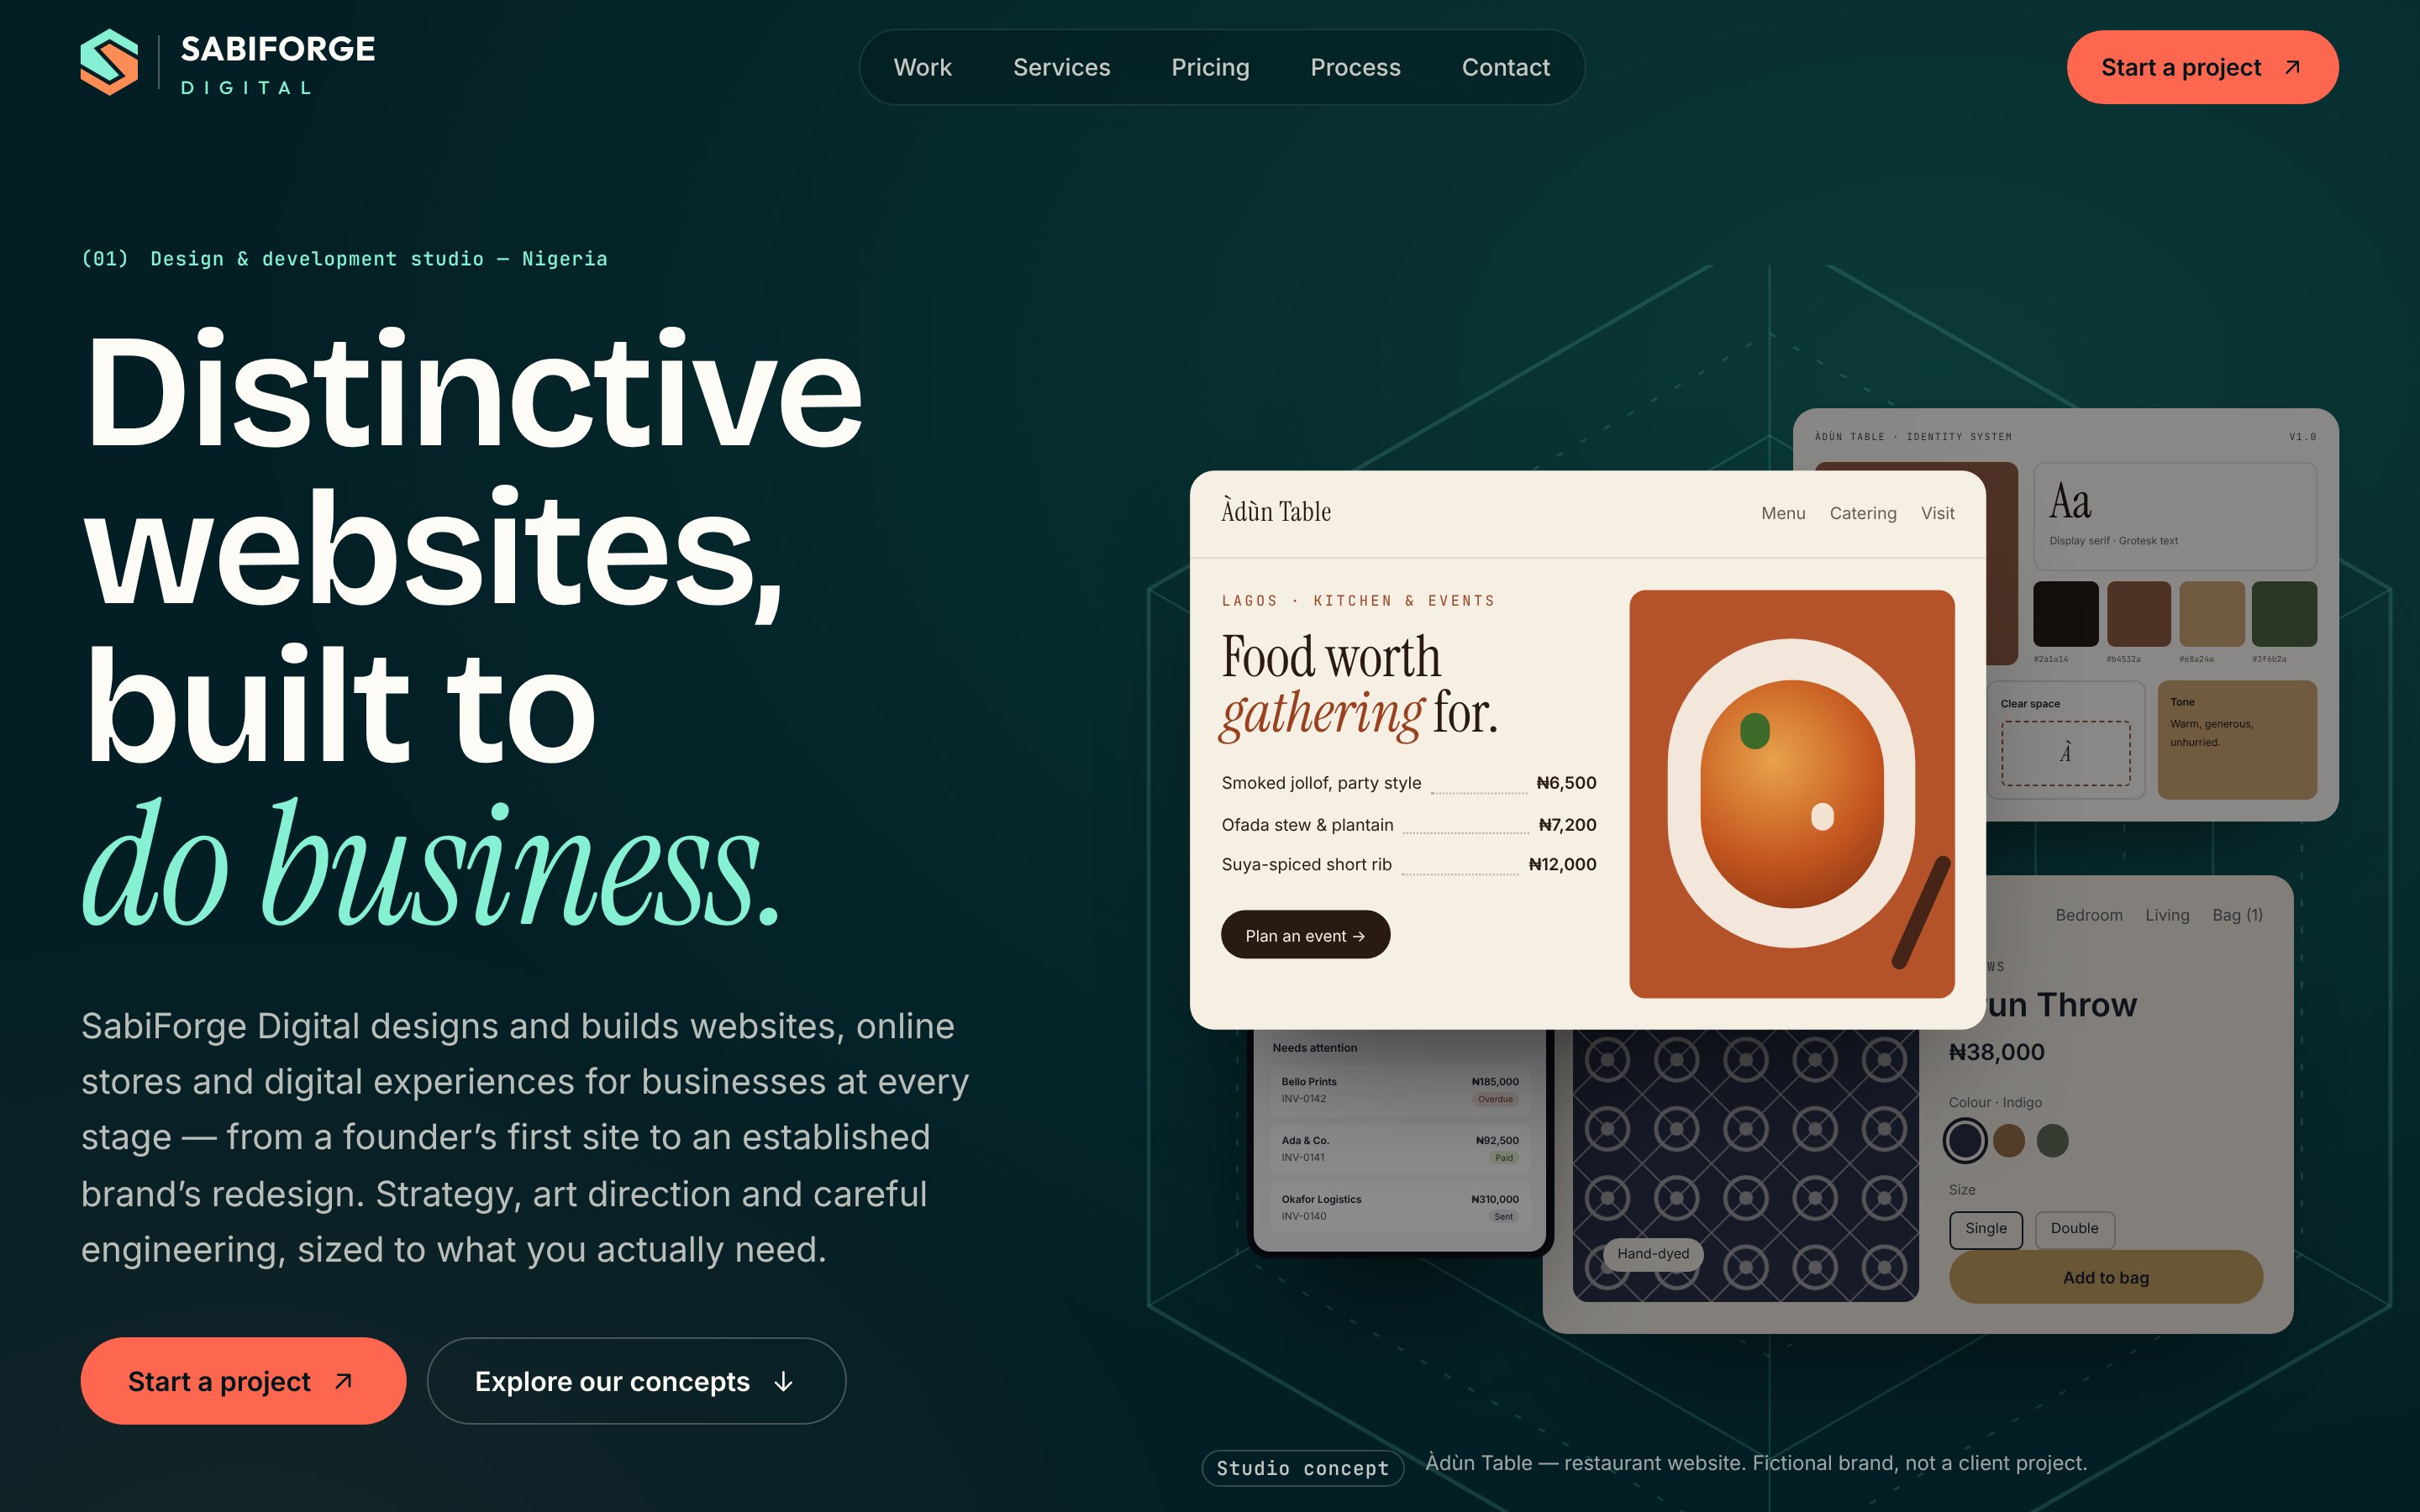 SABIFORGE
DIGITAL
Work
Services
Pricing
Process
Contact
Start a project
(01) Design & development studio — Nigeria
Distinctive
websites,
built to
do business.
SabiForge Digital designs and builds websites, online
stores and digital experiences for businesses at every
stage — from a founder’s first site to an established
brand’s redesign. Strategy, art direction and careful
engineering, sized to what you actually need.
Start a project
Explore our concepts
ÀDÙN TABLE · IDENTITY SYSTEM
V1.0
Aa
Display serif · Grotesk text
#2a1a14
#b4532a
#e8a24a
#3f6b2a
Clear space
À
Tone
Warm, generous,
unhurried.
Àdùn Table
Menu
Catering
Visit
LAGOS · KITCHEN & EVENTS
Food worth
gathering for.
Smoked jollof, party style ₦6,500
Ofada stew & plantain ₦7,200
Suya-spiced short rib ₦12,000
Plan an event →
Needs attention
Bello Prints ₦185,000
INV-0142 Overdue
Ada & Co. ₦92,500
INV-0141 Paid
Okafor Logistics ₦310,000
INV-0140 Sent
Hand-dyed
Bedroom
Living
Bag (1)
Throw
₦38,000
Colour · Indigo
Size
Single
Double
Add to bag
Studio concept
Àdùn Table — restaurant website. Fictional brand, not a client project.